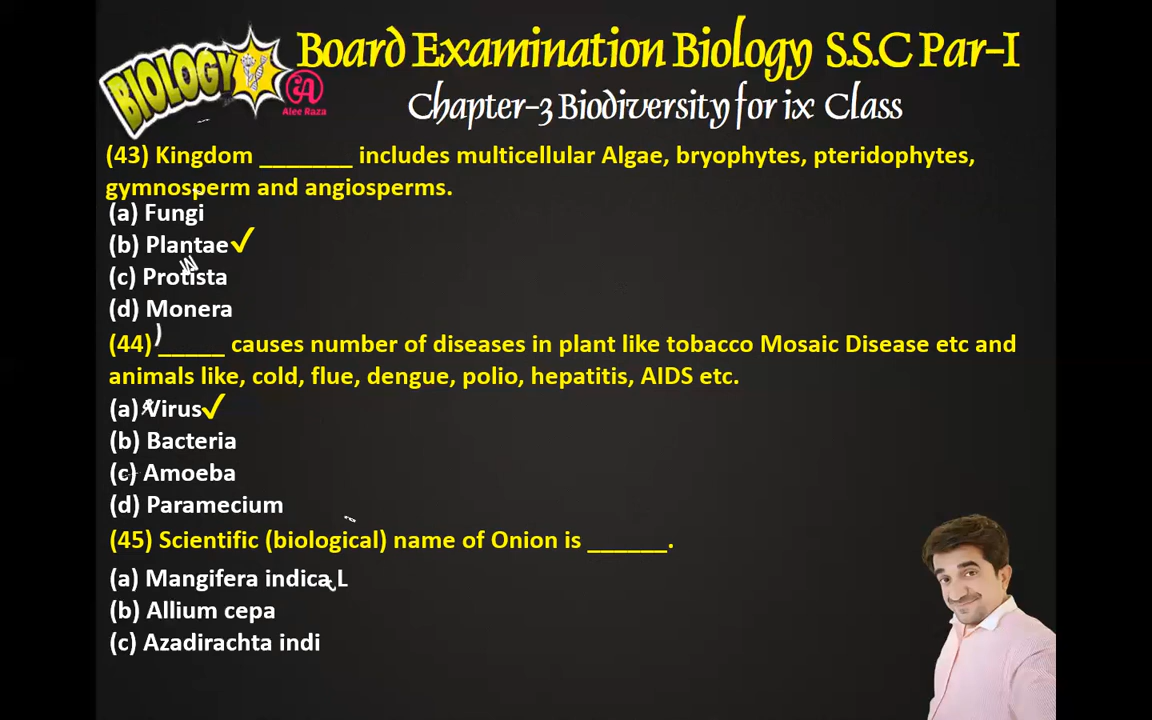 BIOLOGY
Alee Raza
Board Examination Biology S.S.C Par-I
Chapter-3 Biodiversity for ix Class
(43) Kingdom _______ includes multicellular Algae, bryophytes, pteridophytes,
gymnosperm and angiosperms.
(a) Fungi
(b) Plantae✓
(c) Protista
(d) Monera
(44) _____ causes number of diseases in plant like tobacco Mosaic Disease etc and
animals like, cold, flue, dengue, polio, hepatitis, AIDS etc.
(a) Virus✓
(b) Bacteria
(c) Amoeba
(d) Paramecium
(45) Scientific (biological) name of Onion is ______.
(a) Mangifera indica L
(b) Allium cepa
(c) Azadirachta indi